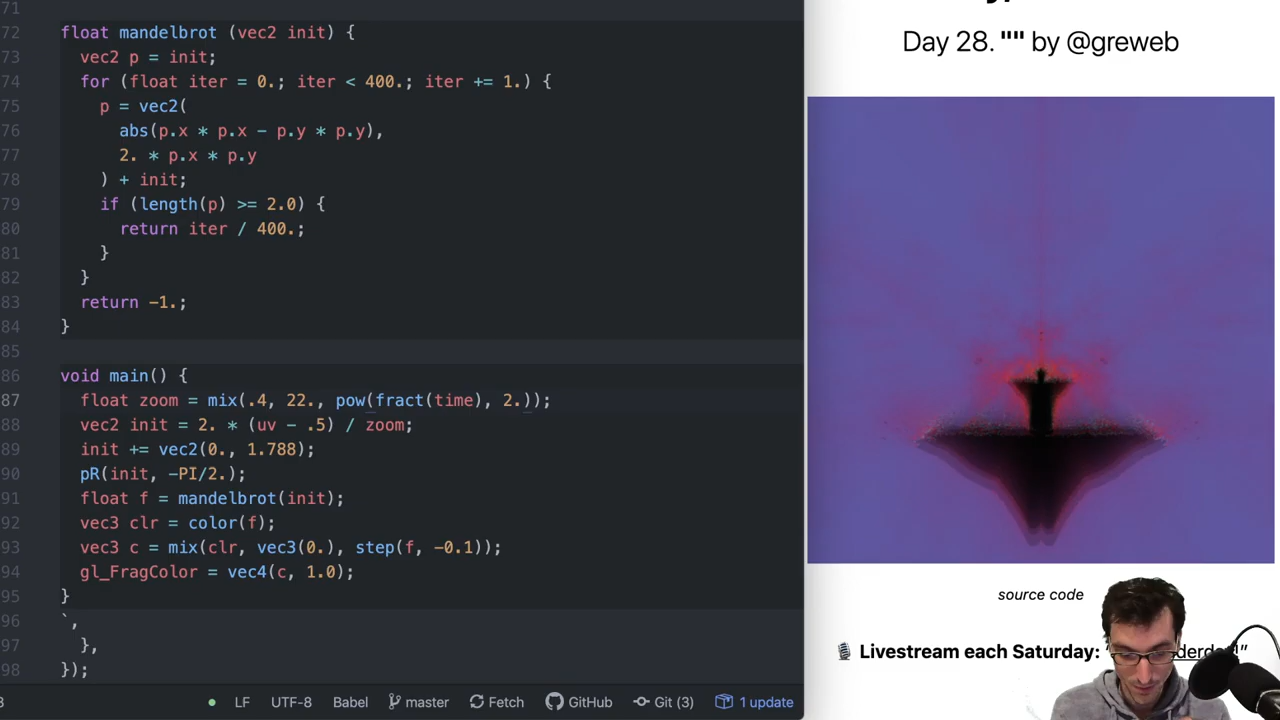 71
72 float mandelbrot (vec2 init) {
73 vec2 p = init;
74 for (float iter = 0.; iter < 400.; iter += 1.) {
75 p = vec2(
76 abs(p.x * p.x - p.y * p.y),
77 2. * p.x * p.y
78 ) + init;
79 if (length(p) >= 2.0) {
80 return iter / 400.;
81 }
82 }
83 return -1.;
84 }
85
86 void main() {
87 float zoom = mix(.4, 22., pow(fract(time), 2.));
88 vec2 init = 2. * (uv - .5) / zoom;
89 init += vec2(0., 1.788);
90 pR(init, -PI/2.);
91 float f = mandelbrot(init);
92 vec3 clr = color(f);
93 vec3 c = mix(clr, vec3(0.), step(f, -0.1));
94 gl_FragColor = vec4(c, 1.0);
95 }
96 `,
97 },
98 });
8 LF UTF-8 Babel master Fetch GitHub Git (3) 1 update
Day 28. "" by @greweb
source code
Livestream each Saturday: